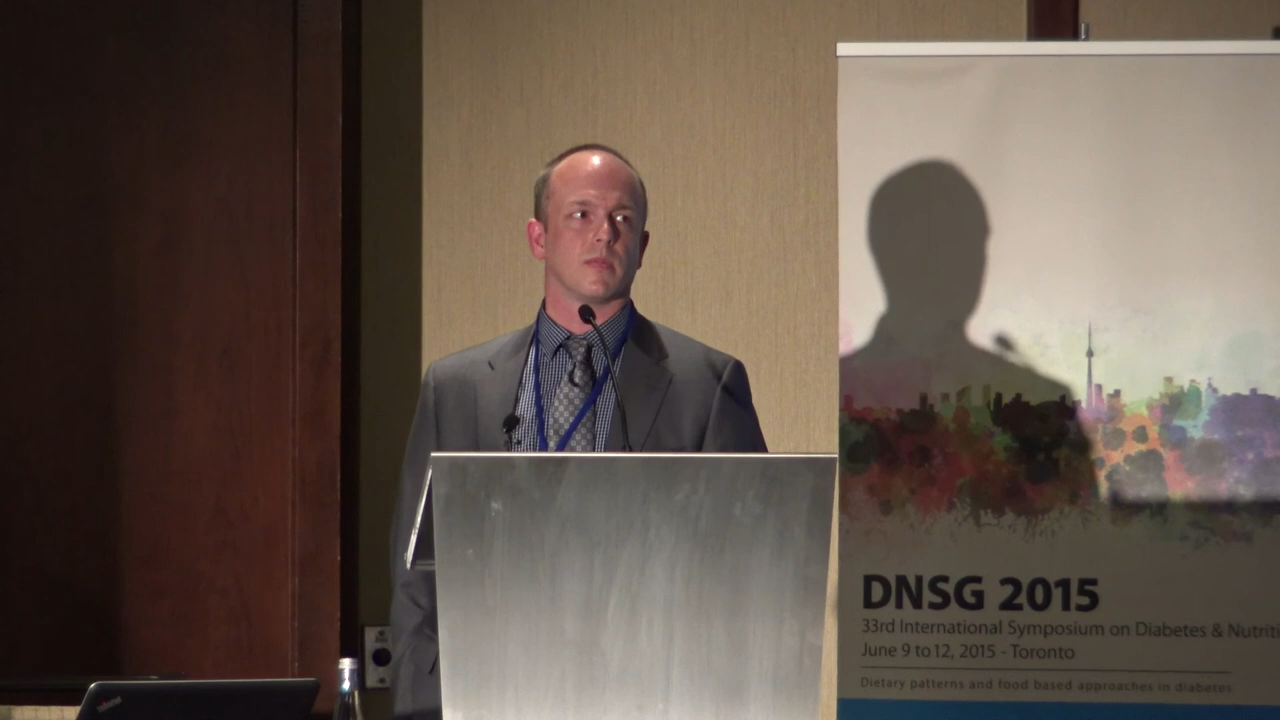 DNSG 2015
33rd International Symposium on Diabetes & Nutriti
June 9 to 12, 2015 - Toronto
Dietary patterns and food based approaches in diabetes